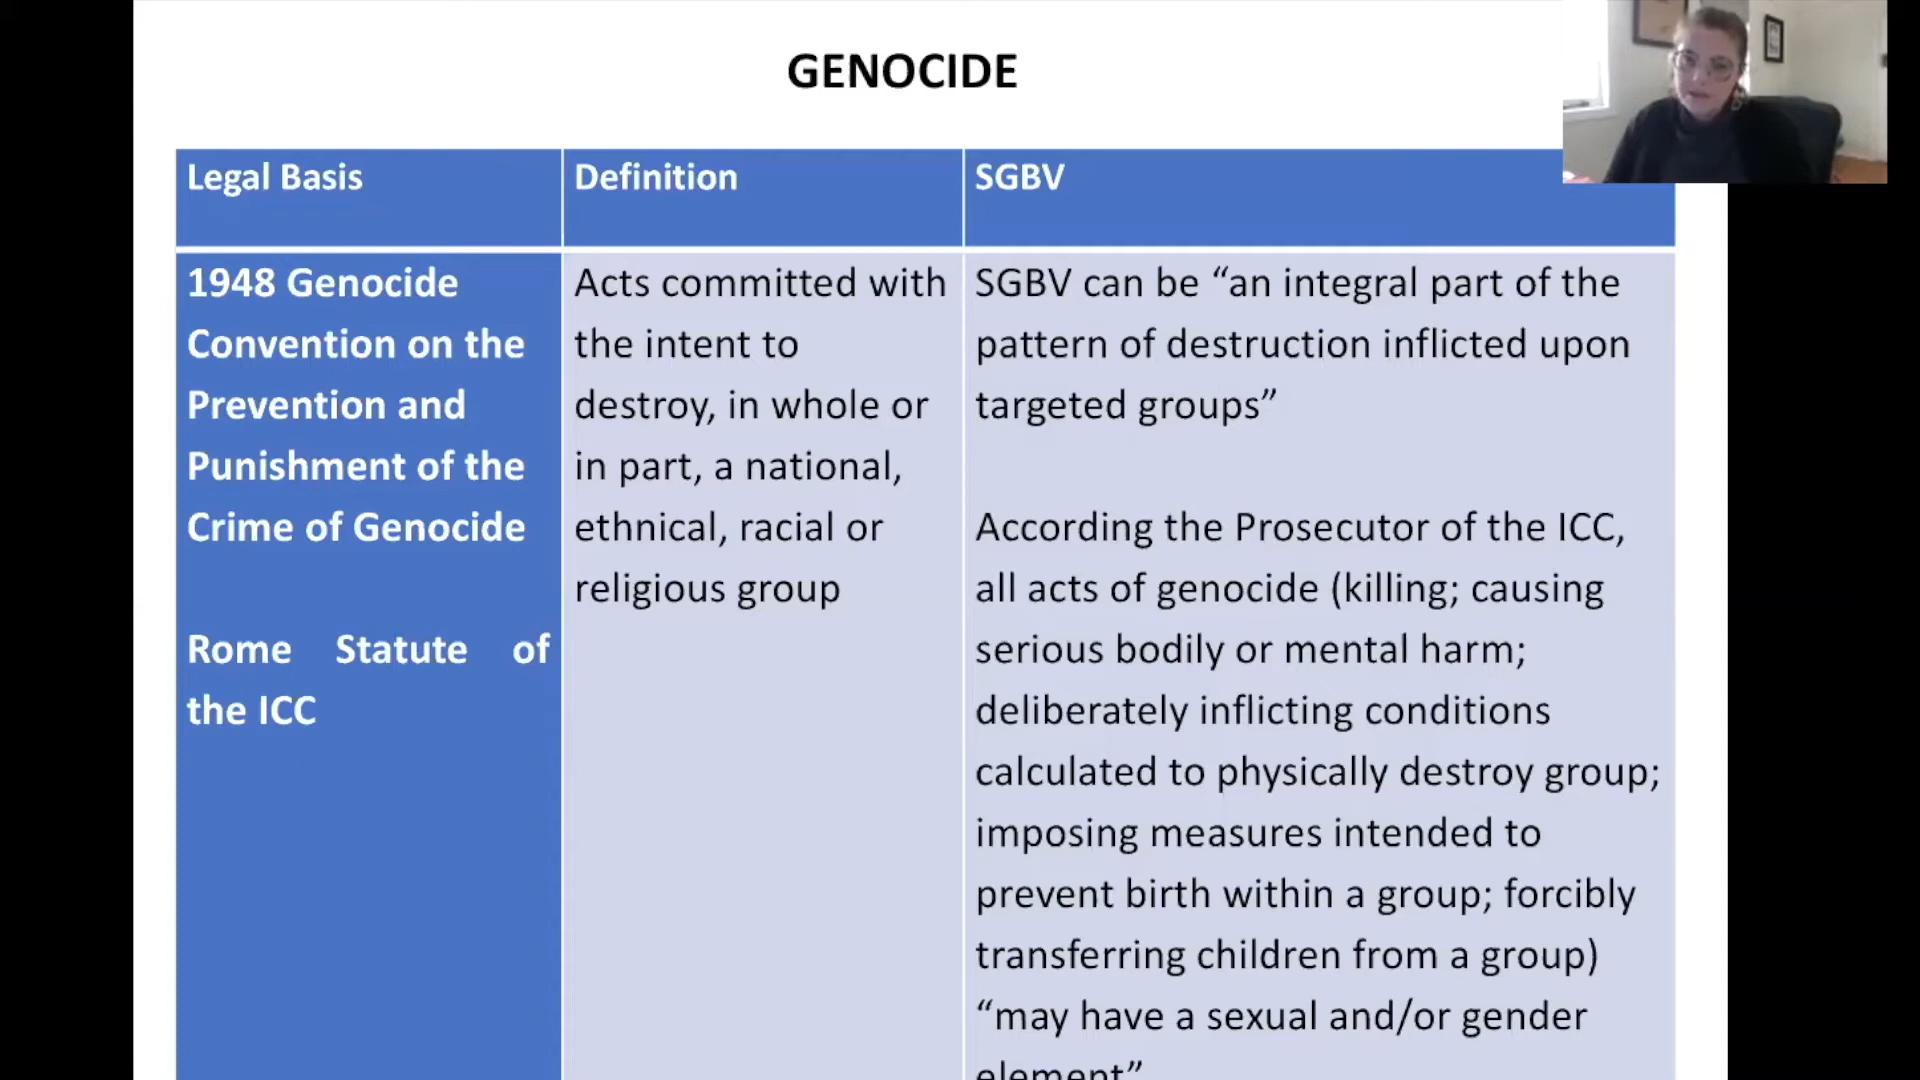 GENOCIDE
Legal Basis
Definition
SGBV
1948 Genocide
Convention on the
Prevention and
Punishment of the
Crime of Genocide
Rome Statute of
the ICC
Acts committed with
the intent to
destroy, in whole or
in part, a national,
ethnical, racial or
religious group
SGBV can be “an integral part of the
pattern of destruction inflicted upon
targeted groups”
According the Prosecutor of the ICC,
all acts of genocide (killing; causing
serious bodily or mental harm;
deliberately inflicting conditions
calculated to physically destroy group;
imposing measures intended to
prevent birth within a group; forcibly
transferring children from a group)
“may have a sexual and/or gender
element”